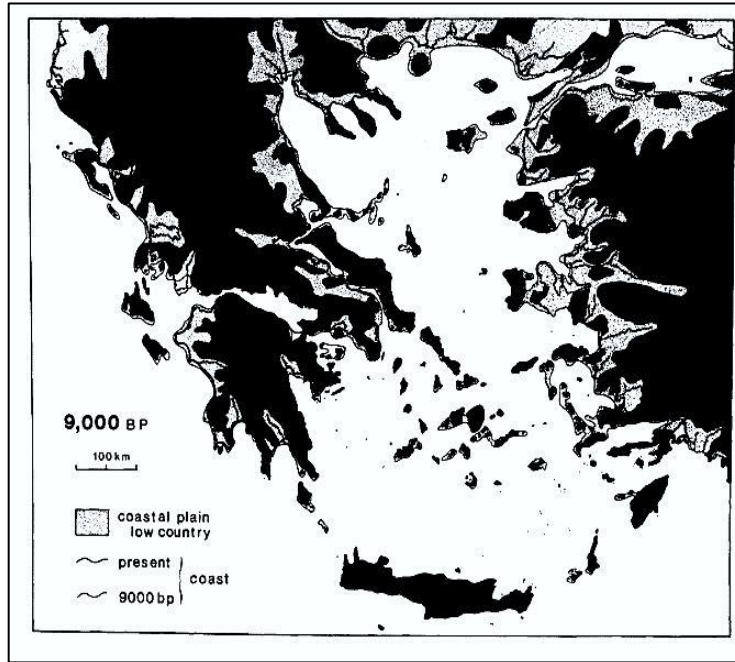 9,000 BP
100 km
coastal plain
low country
present
coast
9000 bp